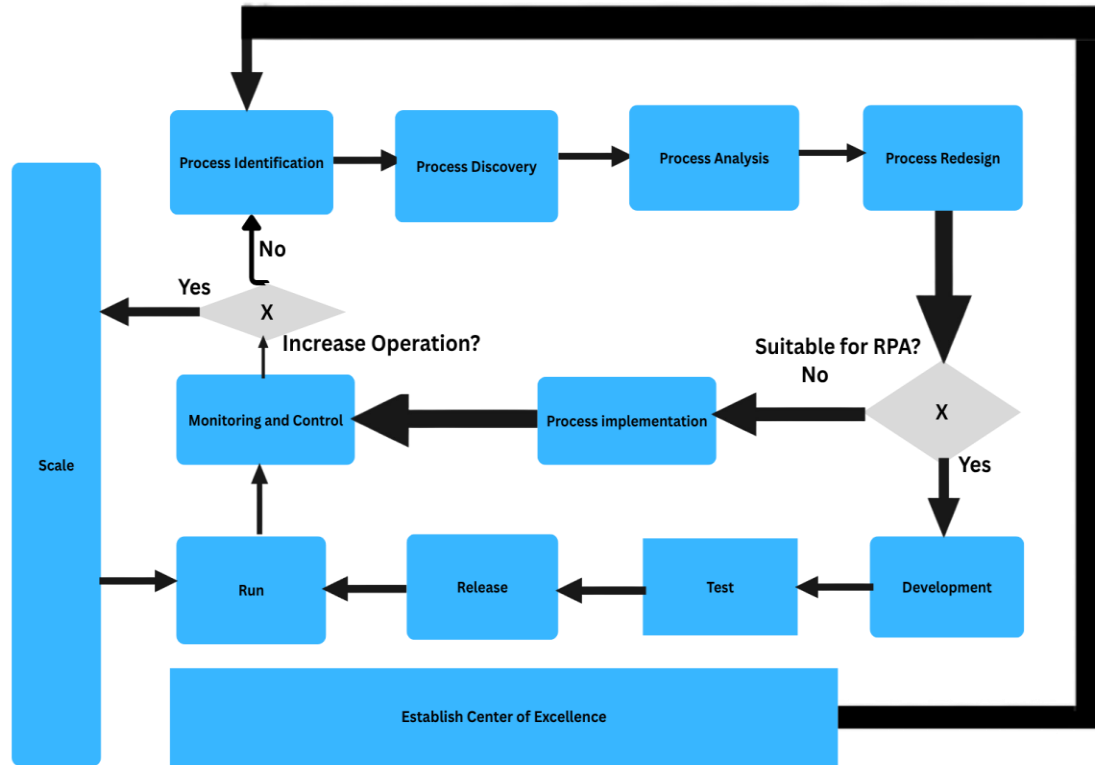 Process Identification
Process Discovery
Process Analysis
Process Redesign
No
Yes
X
Increase Operation?
Suitable for RPA?
No
X
Monitoring and Control
Process implementation
Yes
Scale
Run
Release
Test
Development
Establish Center of Excellence